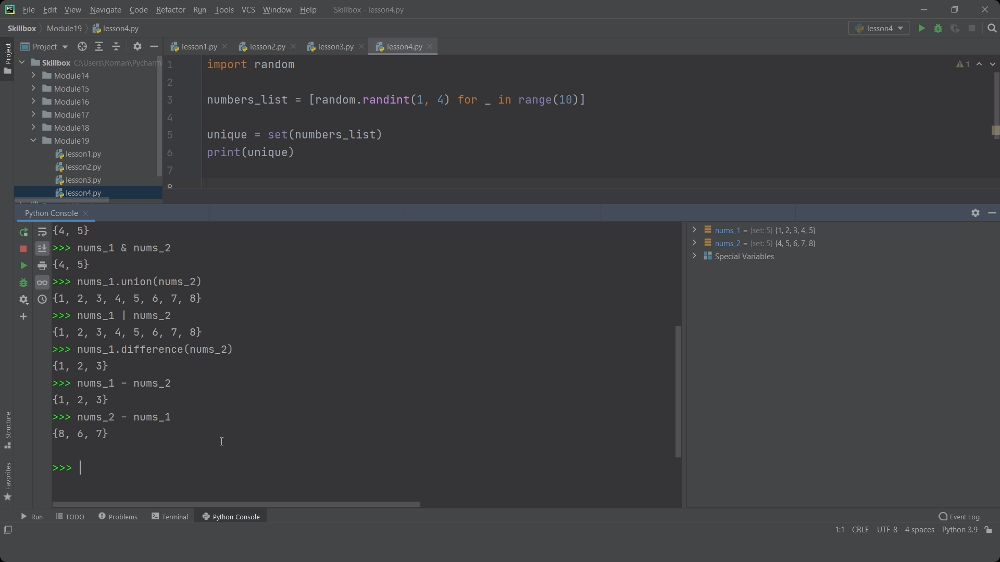 PC File Edit View Navigate Code Refactor Run Tools VCS Window Help Skillbox - lesson4.py
Skillbox Module19 lesson4.py lesson4
Project
Project
lesson1.py lesson2.py lesson3.py lesson4.py
Skillbox C:\Users\Roman\Pycharm
Module14
Module15
Module16
Module17
Module18
Module19
lesson1.py
lesson2.py
lesson3.py
lesson4.py
1 import random
1
2
3 numbers_list = [random.randint(1, 4) for _ in range(10)]
4
5 unique = set(numbers_list)
6 print(unique)
7
8
Python Console
{4, 5}
>>> nums_1 & nums_2
{4, 5}
>>> nums_1.union(nums_2)
{1, 2, 3, 4, 5, 6, 7, 8}
>>> nums_1 | nums_2
{1, 2, 3, 4, 5, 6, 7, 8}
>>> nums_1.difference(nums_2)
{1, 2, 3}
>>> nums_1 - nums_2
{1, 2, 3}
>>> nums_2 - nums_1
{8, 6, 7}
>>>
nums_1 = {set: 5} {1, 2, 3, 4, 5}
nums_2 = {set: 5} {4, 5, 6, 7, 8}
Special Variables
Structure
Favorites
Run TODO Problems Terminal Python Console Event Log
1:1 CRLF UTF-8 4 spaces Python 3.9